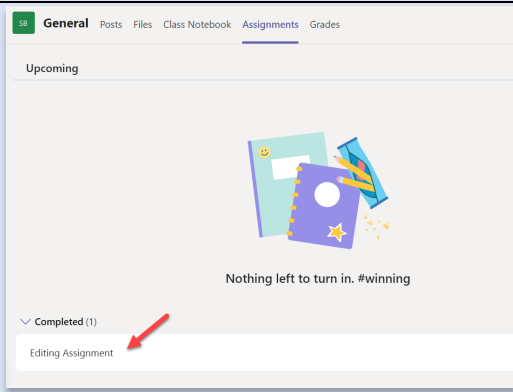 SB General Posts Files Class Notebook Assignments Grades
Upcoming
Nothing left to turn in. #winning
Completed (1)
Editing Assignment